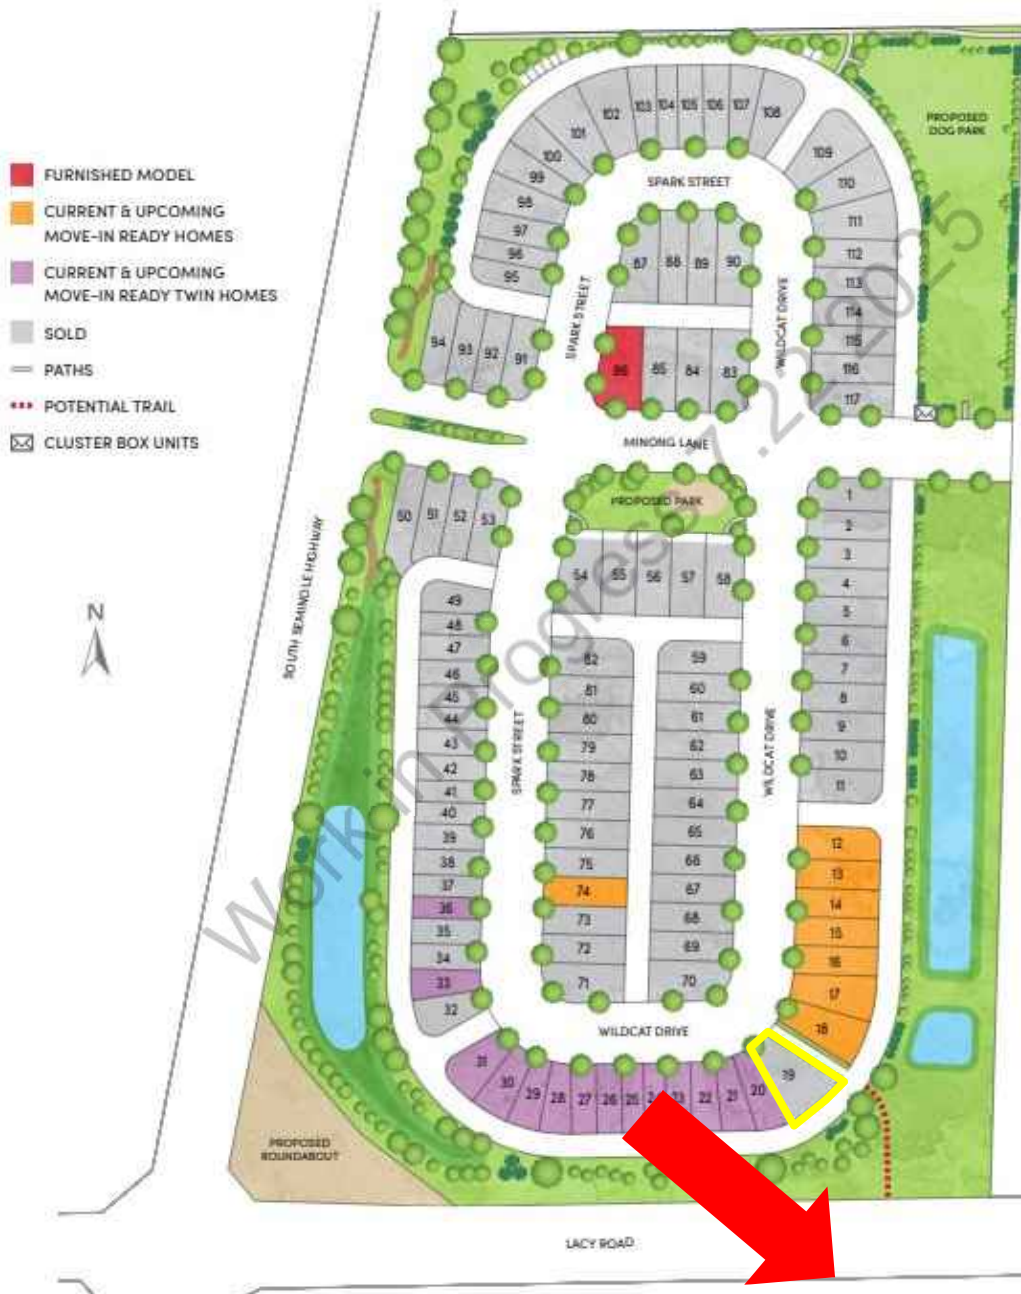 FURNISHED MODEL
CURRENT & UPCOMING
MOVE-IN READY HOMES
CURRENT & UPCOMING
MOVE-IN READY TWIN HOMES
SOLD
PATHS
POTENTIAL TRAIL
CLUSTER BOX UNITS
N
PROPOSED
DOG PARK
102 103 104 105 106 107 108
101
100
99
98
97
96
95
109
110
111
112
113
114
115
116
117
SPARK STREET
87 88 89 90
SPARK STREET
WILDCAT DRIVE
94 93 92 91
86 85 84 83
MINONG LANE
PROPOSED PARK
SOUTH SEMINOLE HIGHWAY
50 51 52 53
54 55 56 57 58
1
2
3
4
5
6
7
8
9
10
11
49
48
47
46
45
44
43
42
41
40
39
38
37
36
35
34
33
32
SPARK STREET
82
81
80
79
78
77
76
75
74
73
72
71
59
60
61
62
63
64
65
66
67
68
69
70
WILDCAT DRIVE
12
13
14
15
16
17
18
WILDCAT DRIVE
31 30 29 28 27 26 25 22 21 20 19
PROPOSED
ROUNDABOUT
LACY ROAD
Work in Progress 7.22.2025